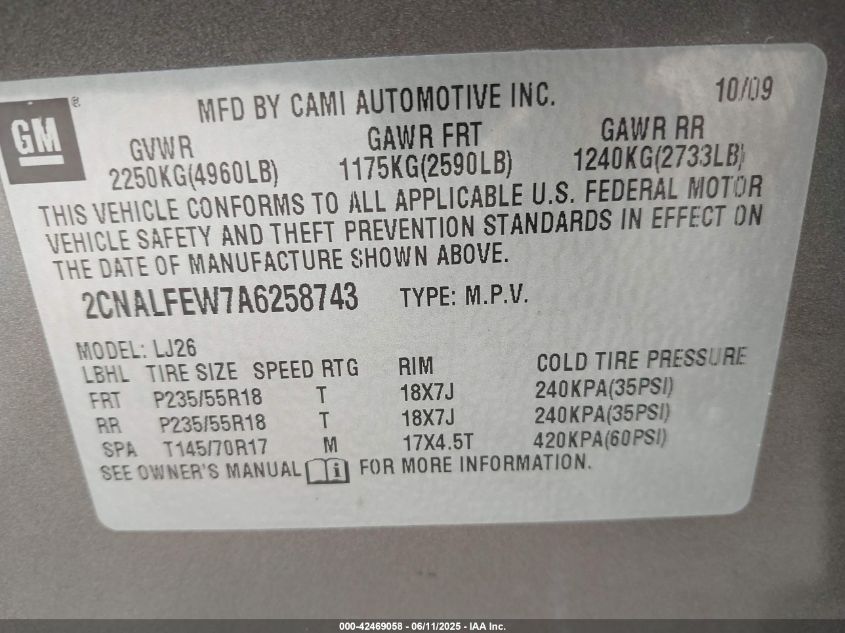 MFD BY CAMI AUTOMOTIVE INC. 10/09
GM®
GVWR GAWR FRT GAWR RR
2250KG(4960LB) 1175KG(2590LB) 1240KG(2733LB)
THIS VEHICLE CONFORMS TO ALL APPLICABLE U.S. FEDERAL MOTOR
VEHICLE SAFETY AND THEFT PREVENTION STANDARDS IN EFFECT ON
THE DATE OF MANUFACTURE SHOWN ABOVE.
2CNALFEW7A6258743 TYPE: M.P.V.
MODEL: LJ26
LBHL TIRE SIZE SPEED RTG RIM COLD TIRE PRESSURE
FRT P235/55R18 T 18X7J 240KPA(35PSI)
RR P235/55R18 T 18X7J 240KPA(35PSI)
SPA T145/70R17 M 17X4.5T 420KPA(60PSI)
SEE OWNER'S MANUAL i FOR MORE INFORMATION.
000-42469058 - 06/11/2025 - IAA Inc.